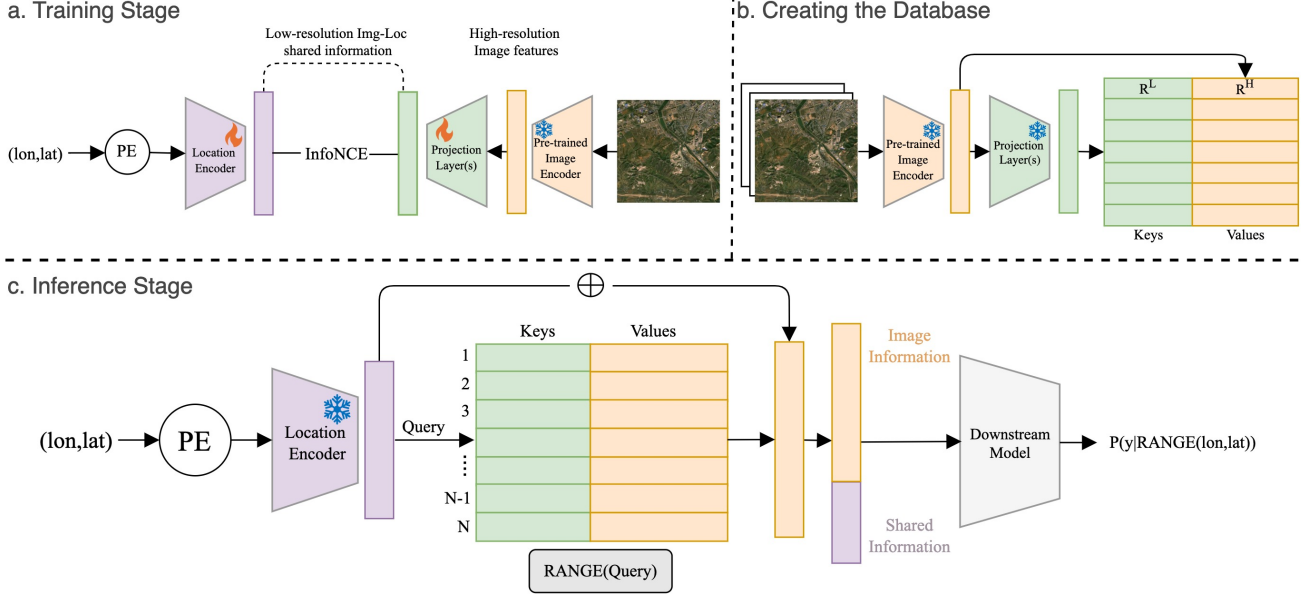 a. Training Stage
Low-resolution Img-Loc
shared information
High-resolution
Image features
(lon,lat)
PE
Location
Encoder
InfoNCE
Projection
Layer(s)
Pre-trained
Image
Encoder
b. Creating the Database
Pre-trained
Image
Encoder
Projection
Layer(s)
R^L
R^H
Keys
Values
c. Inference Stage
(lon,lat)
PE
Location
Encoder
Query
Keys
Values
1
2
3
N-1
N
RANGE(Query)
Image
Information
Shared
Information
Downstream
Model
P(y|RANGE(lon,lat))